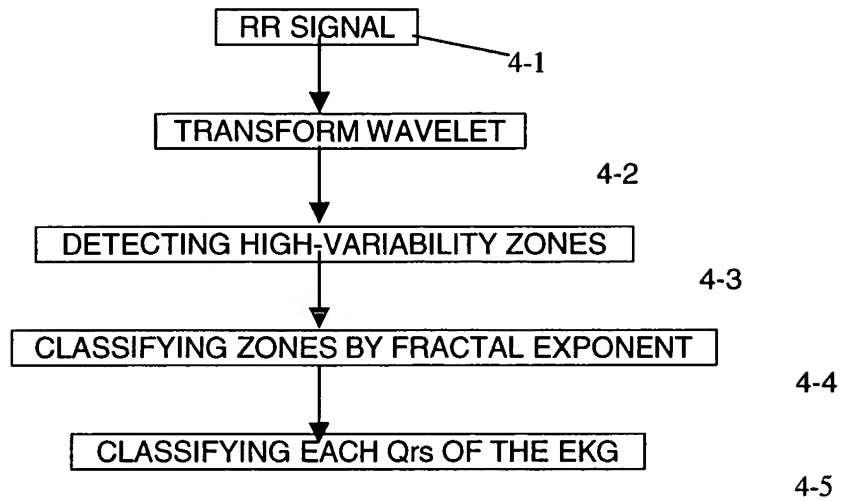 RR SIGNAL
4-1
TRANSFORM WAVELET
4-2
DETECTING HIGH-VARIABILITY ZONES
4-3
CLASSIFYING ZONES BY FRACTAL EXPONENT
4-4
CLASSIFYING EACH Qrs OF THE EKG
4-5